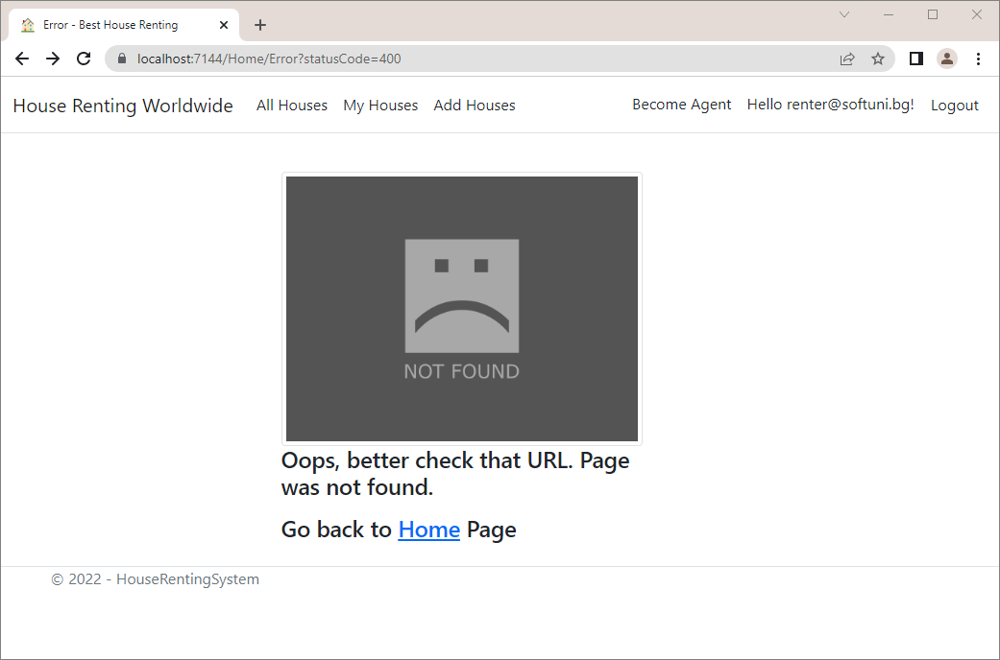 Error - Best House Renting
localhost:7144/Home/Error?statusCode=400
House Renting Worldwide All Houses My Houses Add Houses Become Agent Hello renter@softuni.bg! Logout
NOT FOUND
Oops, better check that URL. Page
was not found.
Go back to Home Page
© 2022 - HouseRentingSystem